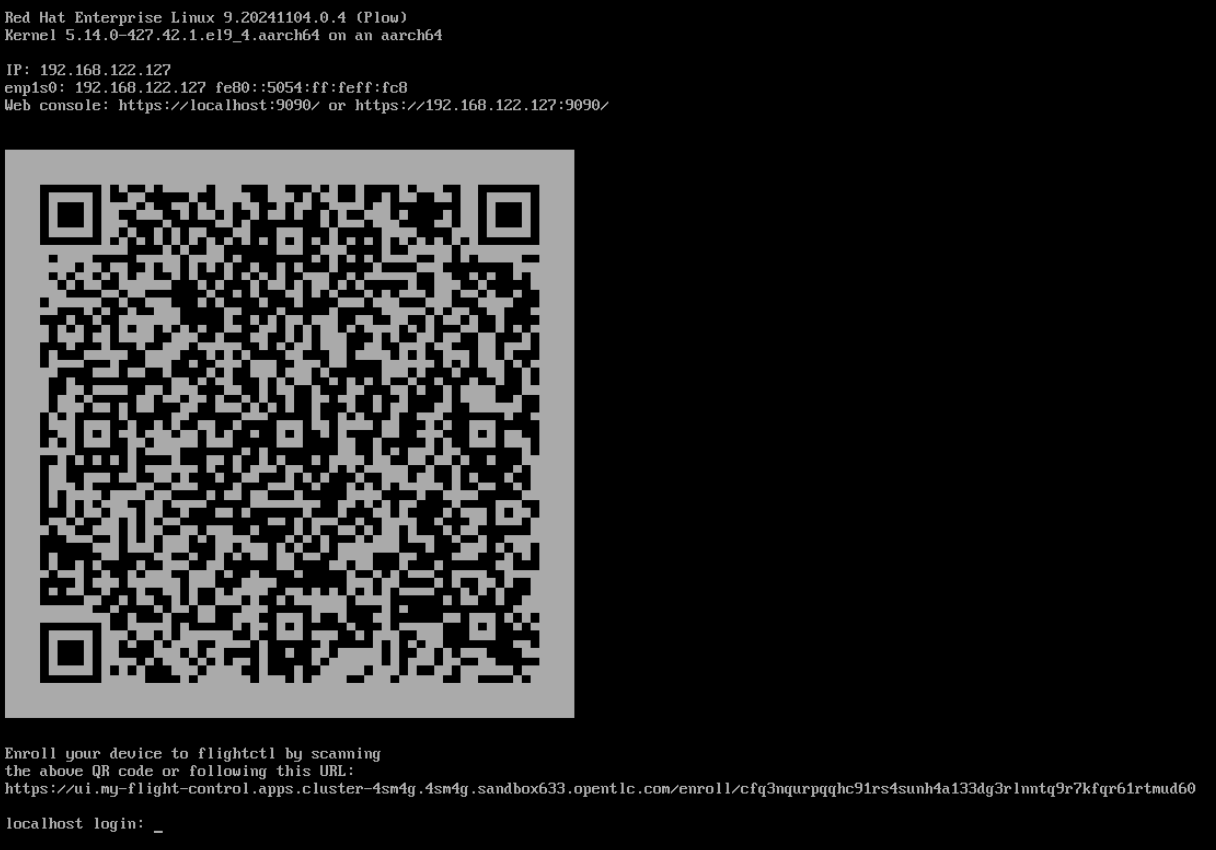 Red Hat Enterprise Linux 9.20241104.0.4 (Plow)
Kernel 5.14.0-427.42.1.el9_4.aarch64 on an aarch64
IP: 192.168.122.127
enp1s0: 192.168.122.127 fe80::5054:ff:feff:fc8
Web console: https://localhost:9090/ or https://192.168.122.127:9090/
Enroll your device to flightctl by scanning
the above QR code or following this URL:
https://ui.my-flight-control.apps.cluster-4sm4g.4sm4g.sandbox633.opentlc.com/enroll/cfq3nqurpqqhc91rs4sunh4a133dg3rlnntq9r7kfqr61rtmud60
localhost login: _